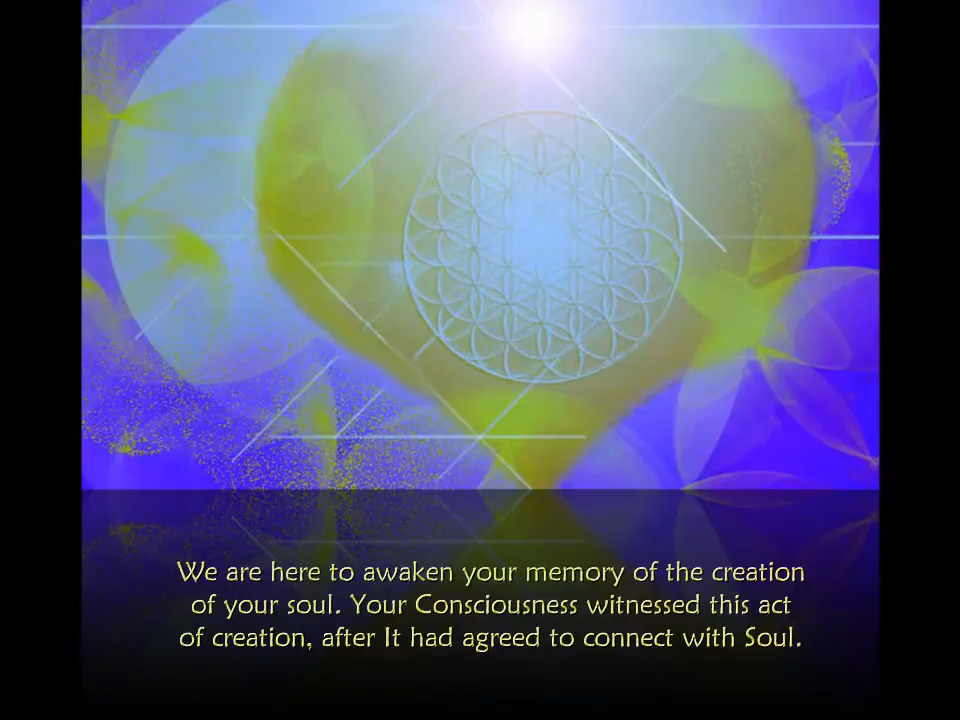 We are here to awaken your memory of the creation
of your soul. Your Consciousness witnessed this act
of creation, after It had agreed to connect with Soul.